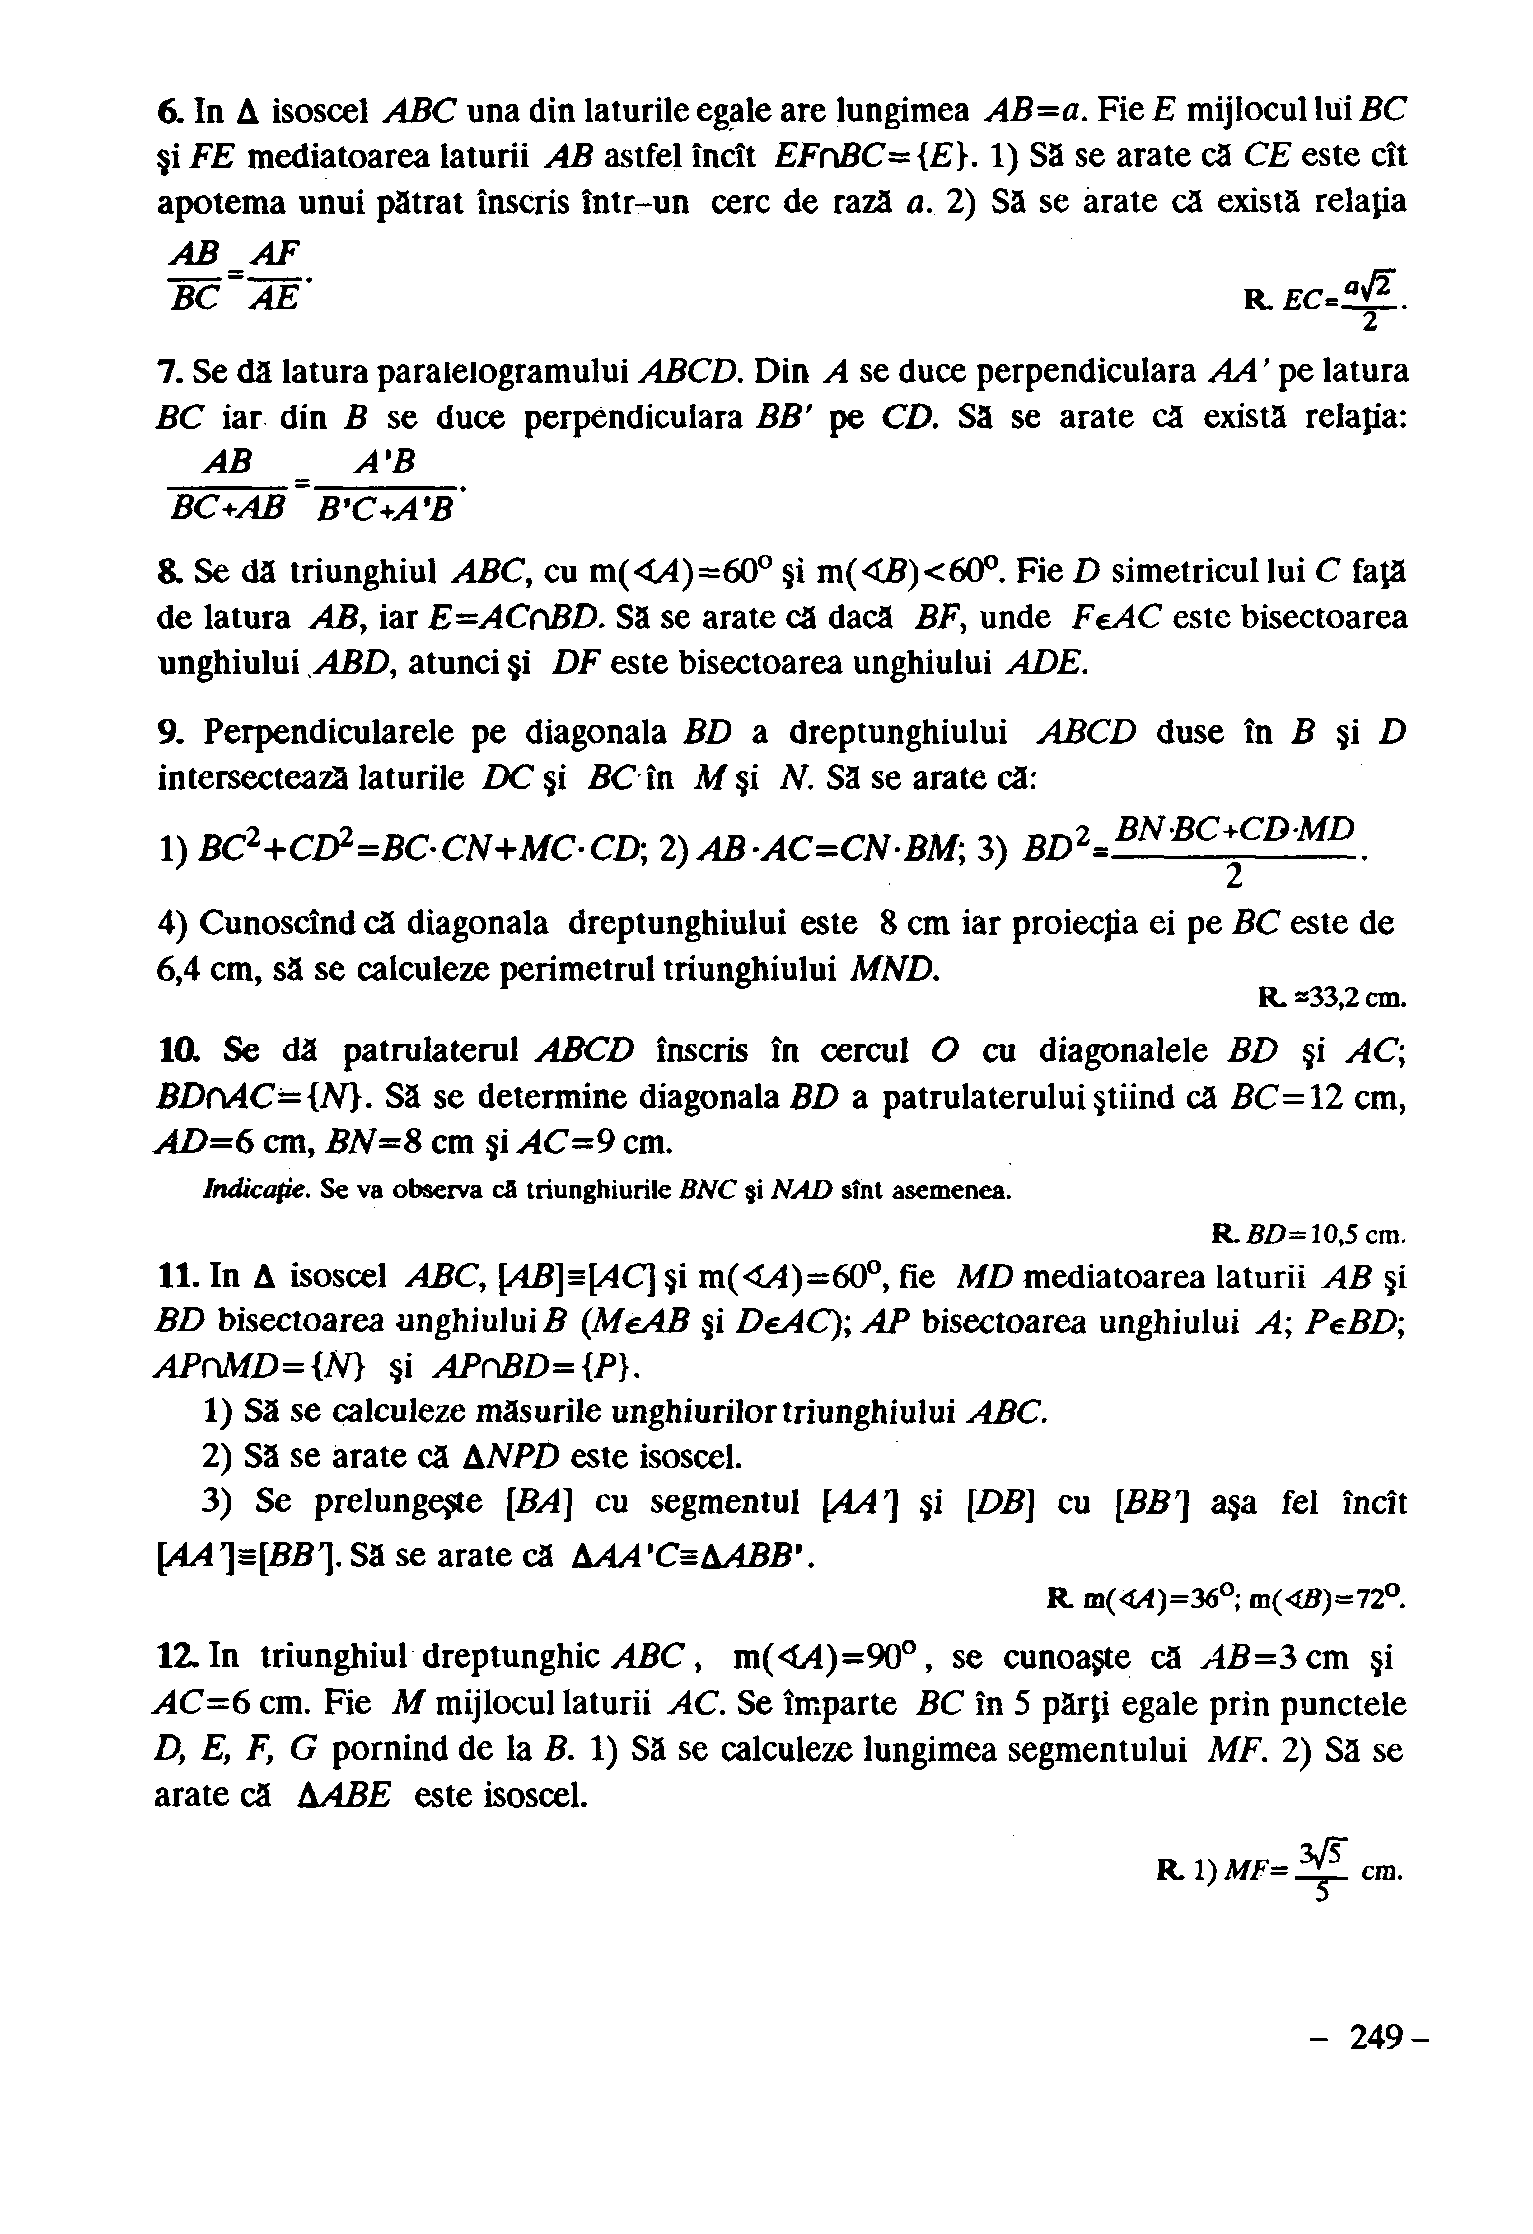 6. In Δ isoscel ABC una din laturile egale are lungimea AB=a. Fie E mijlocul lui BC
şi FE mediatoarea laturii AB astfel încît EF∩BC={E}. 1) Să se arate că CE este cît
apotema unui pătrat înscris într-un cerc de rază a. 2) Să se arate că există relaţia
AB/BC = AF/AE.
R. EC= a√2/2.
7. Se dă latura paralelogramului ABCD. Din A se duce perpendiculara AA' pe latura
BC iar din B se duce perpendiculara BB' pe CD. Să se arate că există relaţia:
AB/(BC+AB) = A'B/(B'C+A'B).
8. Se dă triunghiul ABC, cu m(∢A)=60° şi m(∢B)<60°. Fie D simetricul lui C faţă
de latura AB, iar E=AC∩BD. Să se arate că dacă BF, unde F∈AC este bisectoarea
unghiului ABD, atunci şi DF este bisectoarea unghiului ADE.
9. Perpendicularele pe diagonala BD a dreptunghiului ABCD duse în B şi D
intersectează laturile DC şi BC în M şi N. Să se arate că:
1) BC²+CD²=BC·CN+MC·CD; 2) AB·AC=CN·BM; 3) BD²= (BN·BC+CD·MD)/2.
4) Cunoscînd că diagonala dreptunghiului este 8 cm iar proiecţia ei pe BC este de
6,4 cm, să se calculeze perimetrul triunghiului MND.
R. ≈33,2 cm.
10. Se dă patrulaterul ABCD înscris în cercul O cu diagonalele BD şi AC;
BD∩AC={N}. Să se determine diagonala BD a patrulaterului ştiind că BC=12 cm,
AD=6 cm, BN=8 cm şi AC=9 cm.
Indicaţie. Se va observa că triunghiurile BNC şi NAD sînt asemenea.
R. BD=10,5 cm.
11. In Δ isoscel ABC, [AB]≡[AC] şi m(∢A)=60°, fie MD mediatoarea laturii AB şi
BD bisectoarea unghiului B (M∈AB şi D∈AC); AP bisectoarea unghiului A; P∈BD;
AP∩MD={N} şi AP∩BD={P}.
1) Să se calculeze măsurile unghiurilor triunghiului ABC.
2) Să se arate că ΔNPD este isoscel.
3) Se prelungeşte [BA] cu segmentul [AA'] şi [DB] cu [BB'] aşa fel încît
[AA']≡[BB']. Să se arate că ΔAA'C≡ΔABB'.
R. m(∢A)=36°; m(∢B)=72°.
12. In triunghiul dreptunghic ABC, m(∢A)=90°, se cunoaşte că AB=3 cm şi
AC=6 cm. Fie M mijlocul laturii AC. Se împarte BC în 5 părţi egale prin punctele
D, E, F, G pornind de la B. 1) Să se calculeze lungimea segmentului MF. 2) Să se
arate că ΔABE este isoscel.
R. 1) MF= 3√5/5 cm.
– 249 –